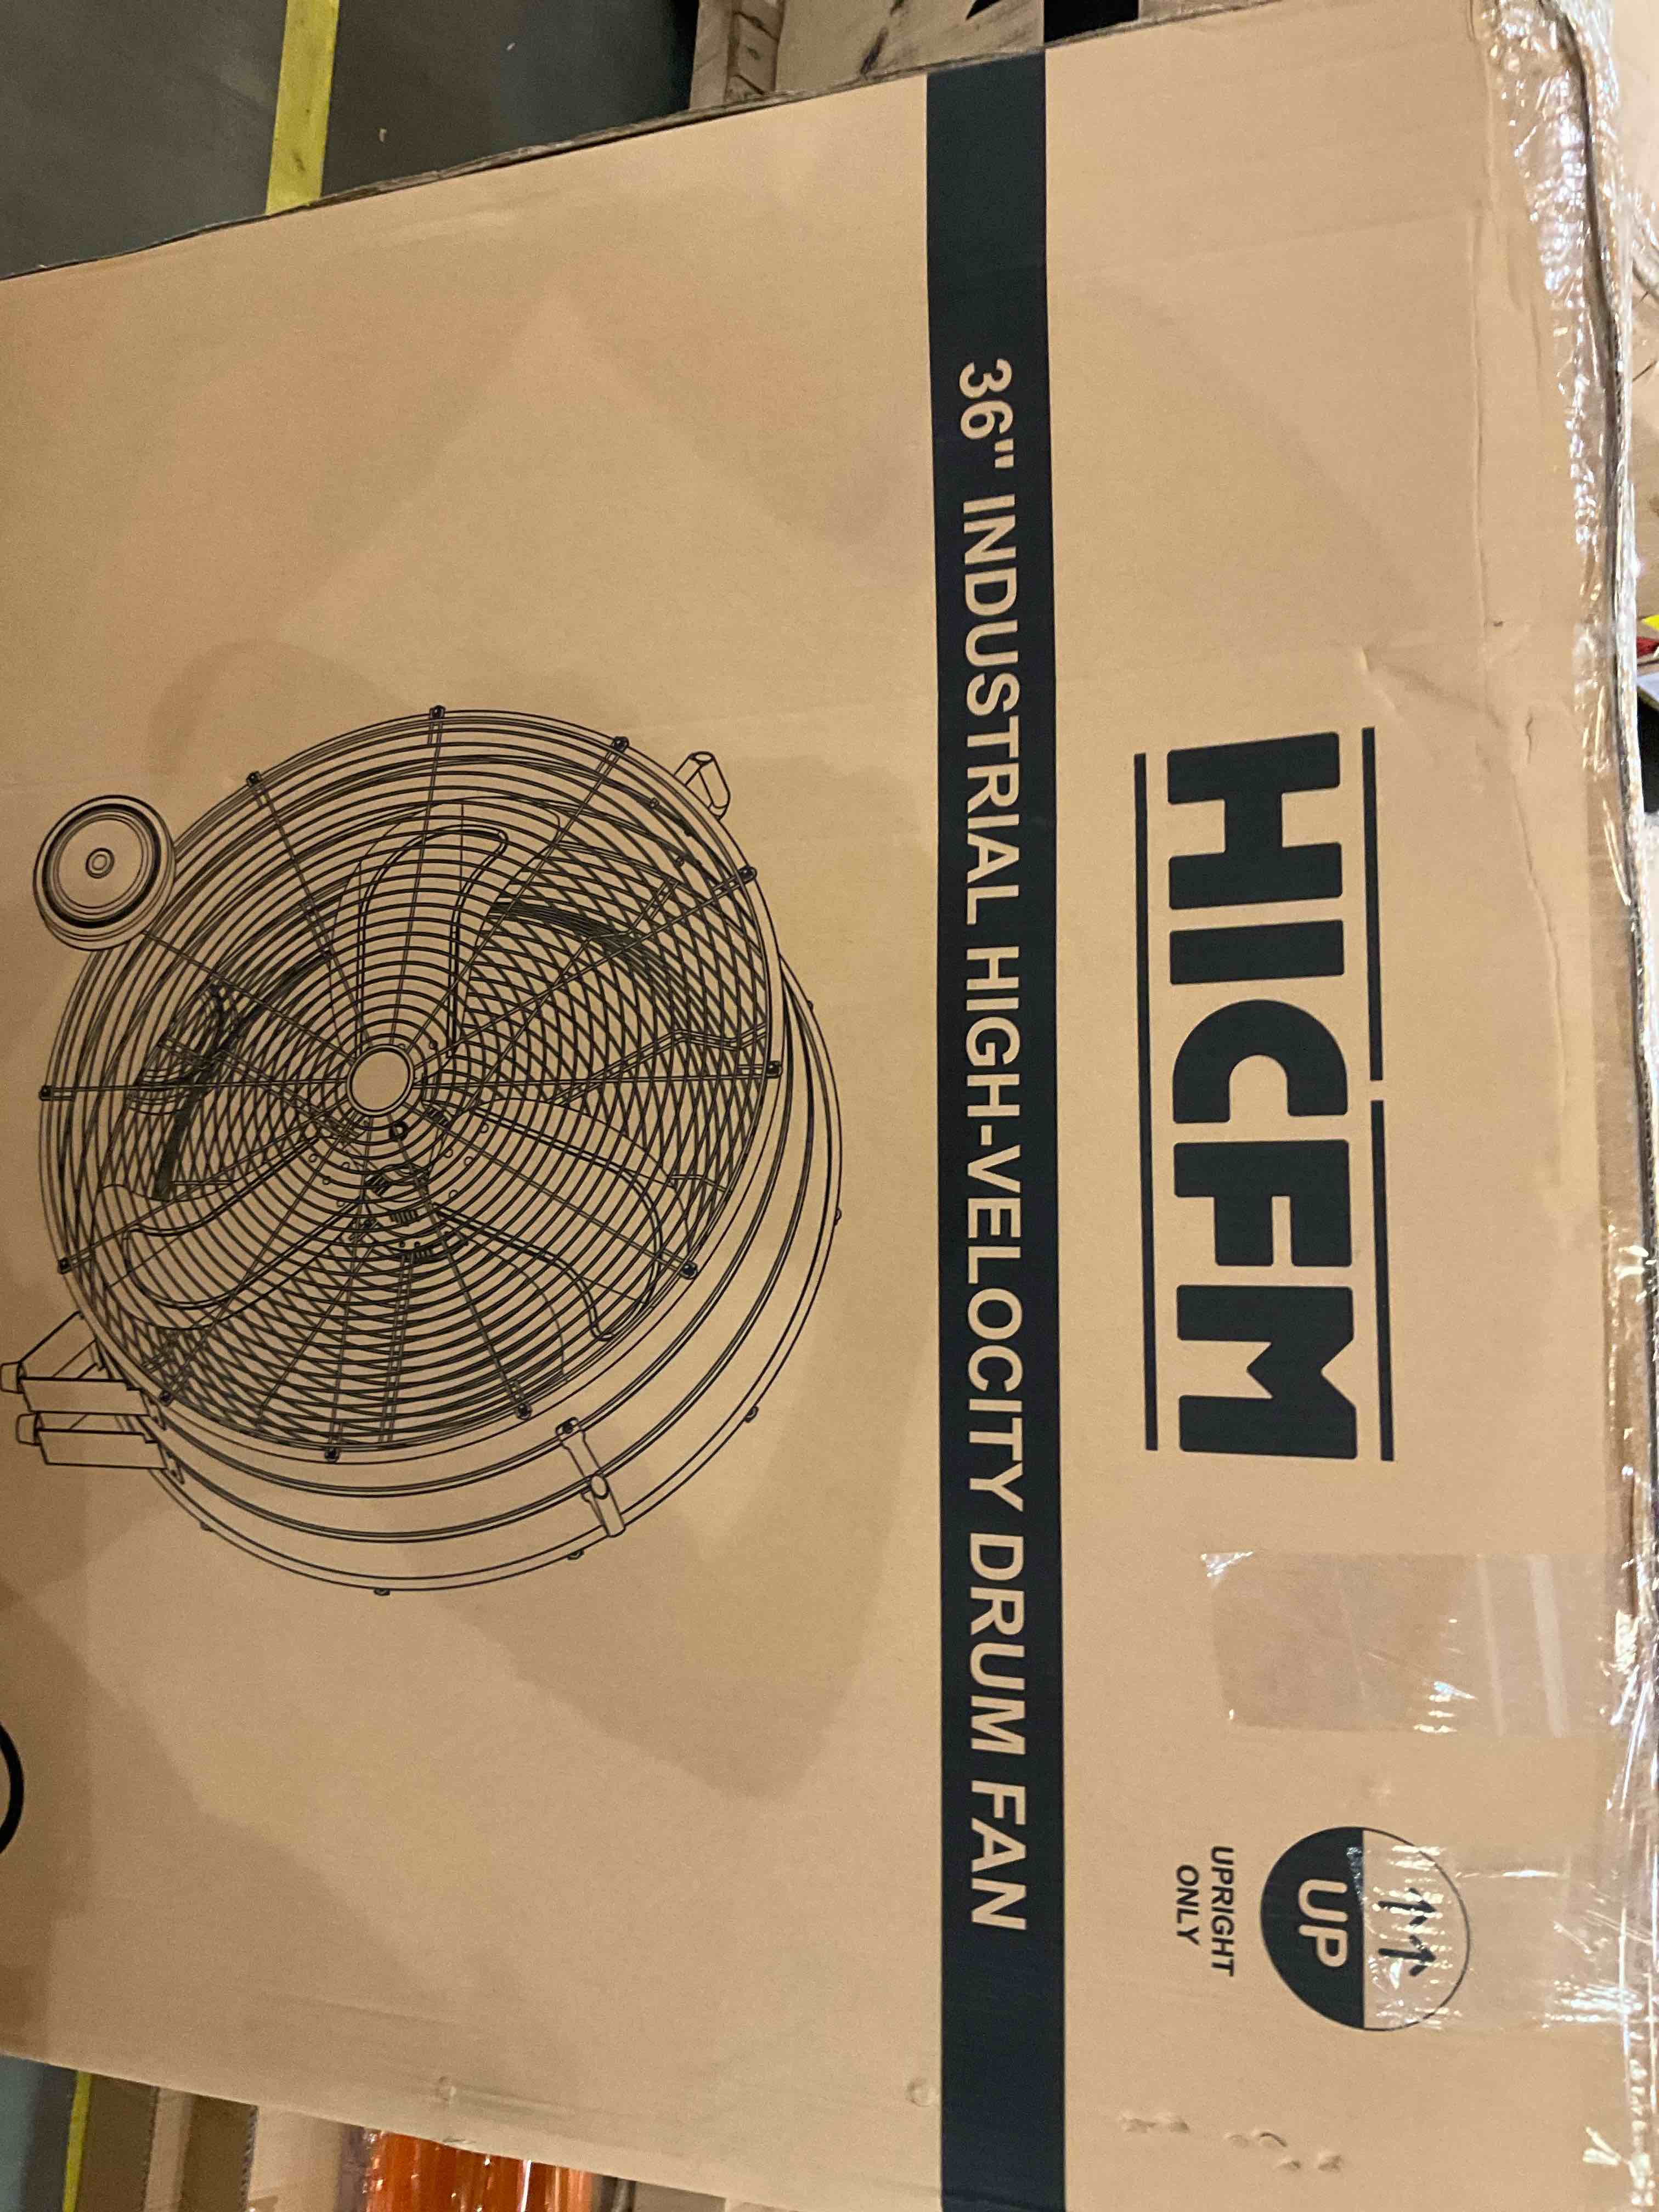 HICFM
UP
UPRIGHT
ONLY
36" INDUSTRIAL HIGH-VELOCITY DRUM FAN